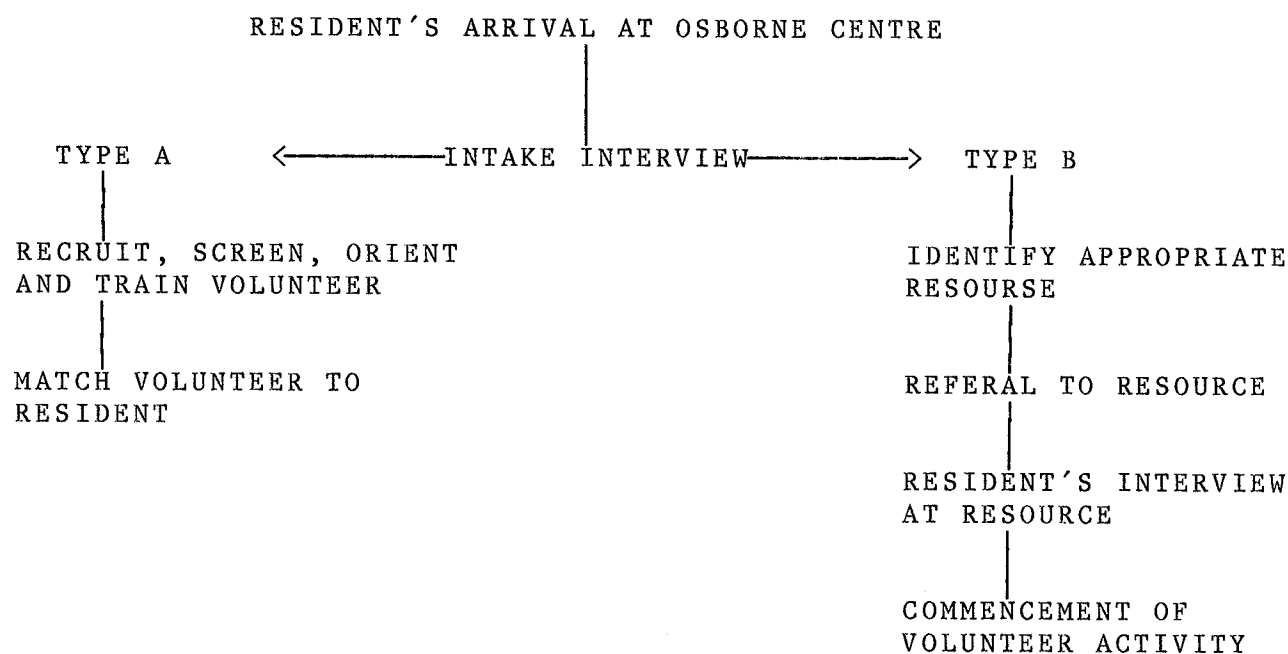 RESIDENT'S ARRIVAL AT OSBORNE CENTRE
TYPE A
INTAKE INTERVIEW
TYPE B
RECRUIT, SCREEN, ORIENT
AND TRAIN VOLUNTEER
MATCH VOLUNTEER TO
RESIDENT
IDENTIFY APPROPRIATE
RESOURSE
REFERAL TO RESOURCE
RESIDENT'S INTERVIEW
AT RESOURCE
COMMENCEMENT OF
VOLUNTEER ACTIVITY